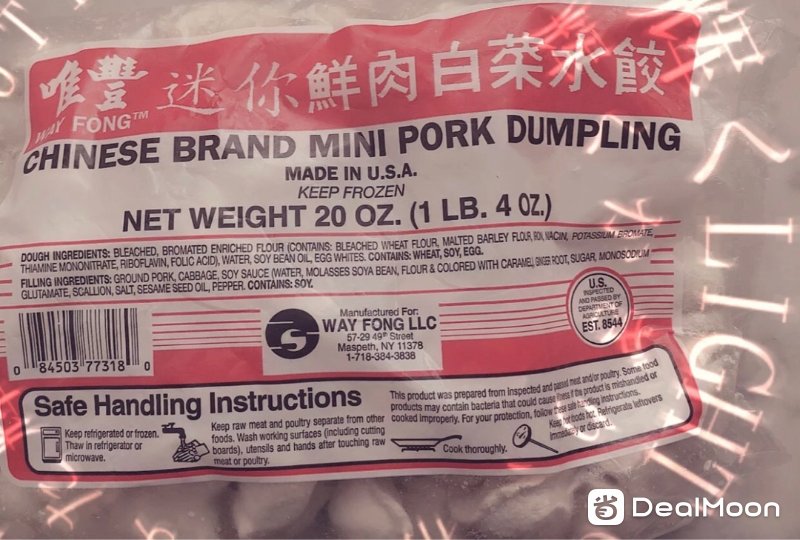 唯豐 迷你鮮肉白菜水餃
WAY FONG™
CHINESE BRAND MINI PORK DUMPLING
MADE IN U.S.A.
KEEP FROZEN
NET WEIGHT 20 OZ. (1 LB. 4 OZ.)
DOUGH INGREDIENTS: BLEACHED, BROMATED ENRICHED FLOUR (CONTAINS: BLEACHED WHEAT FLOUR, MALTED BARLEY FLOUR, IRON, NIACIN, POTASSIUM BROMATE,
THIAMINE MONONITRATE, RIBOFLAVIN, FOLIC ACID), WATER, SOY BEAN OIL, EGG WHITES. CONTAINS: WHEAT, SOY, EGG.
FILLING INGREDIENTS: GROUND PORK, CABBAGE, SOY SAUCE (WATER, MOLASSES SOYA BEAN, FLOUR & COLORED WITH CARAMEL) GINGER ROOT, SUGAR, MONOSODIUM
GLUTAMATE, SCALLION, SALT, SESAME SEED OIL, PEPPER. CONTAINS: SOY.
U.S.
INSPECTED
AND PASSED BY
DEPARTMENT OF
AGRICULTURE
EST. 8544
0 84503 77318 0
Manufactured For:
WAY FONG LLC
57-29 49th Street
Maspeth, NY 11378
1-718-384-3838
Safe Handling Instructions
This product was prepared from inspected and passed meat and/or poultry. Some food
products may contain bacteria that could cause illness if the product is mishandled or
cooked improperly. For your protection, follow these safe handling instructions.
Keep refrigerated or frozen.
Thaw in refrigerator or
microwave.
Keep raw meat and poultry separate from other
foods. Wash working surfaces (including cutting
boards), utensils and hands after touching raw
meat or poultry.
Cook thoroughly.
Keep hot foods hot. Refrigerate leftovers
immediately or discard.
LIGHT
DealMoon